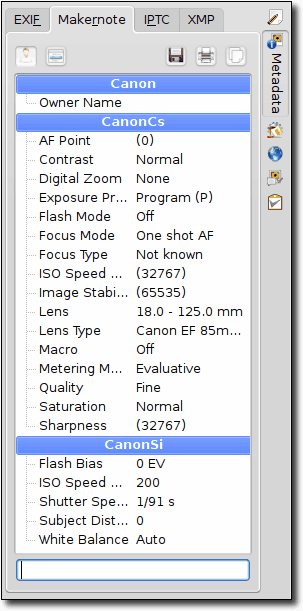 EXIF Makernote IPTC XMP
Metadata
Canon
Owner Name
CanonCs
AF Point (0)
Contrast Normal
Digital Zoom None
Exposure Pr... Program (P)
Flash Mode Off
Focus Mode One shot AF
Focus Type Not known
ISO Speed ... (32767)
Image Stabi... (65535)
Lens 18.0 - 125.0 mm
Lens Type Canon EF 85m...
Macro Off
Metering M... Evaluative
Quality Fine
Saturation Normal
Sharpness (32767)
CanonSi
Flash Bias 0 EV
ISO Speed ... 200
Shutter Spe... 1/91 s
Subject Dist... 0
White Balance Auto